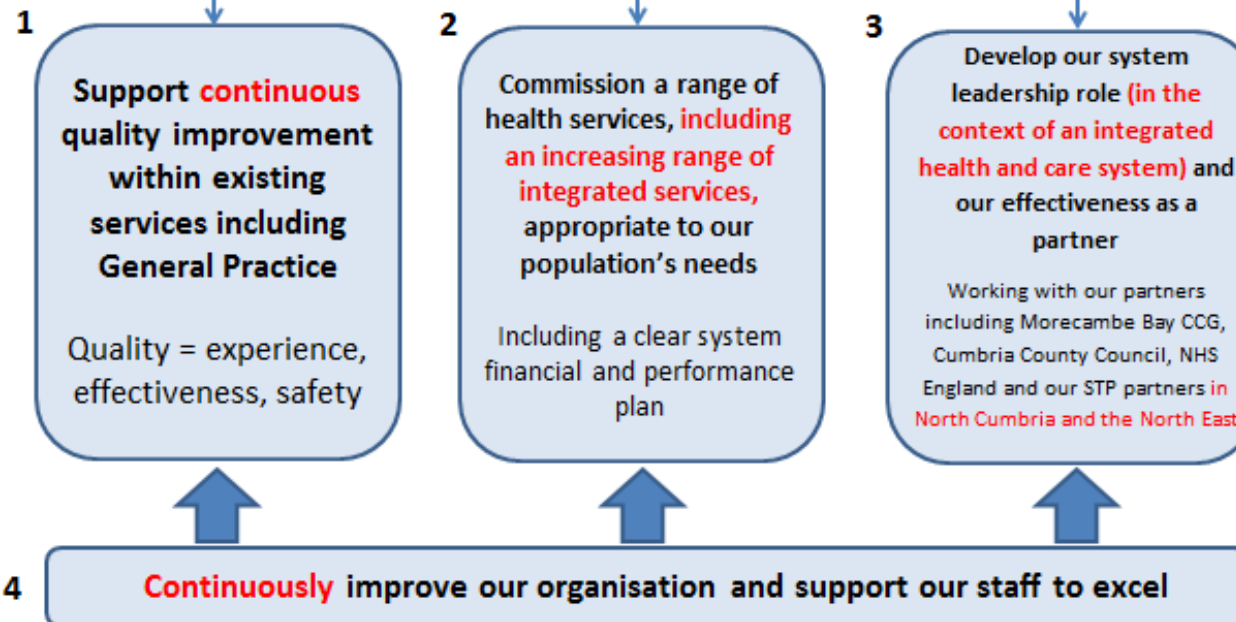 1
Support continuous
quality improvement
within existing
services including
General Practice
Quality = experience,
effectiveness, safety
2
Commission a range of
health services, including
an increasing range of
integrated services,
appropriate to our
population's needs
Including a clear system
financial and performance
plan
3
Develop our system
leadership role (in the
context of an integrated
health and care system) and
our effectiveness as a
partner
Working with our partners
including Morecambe Bay CCG,
Cumbria County Council, NHS
England and our STP partners in
North Cumbria and the North East
4
Continuously improve our organisation and support our staff to excel